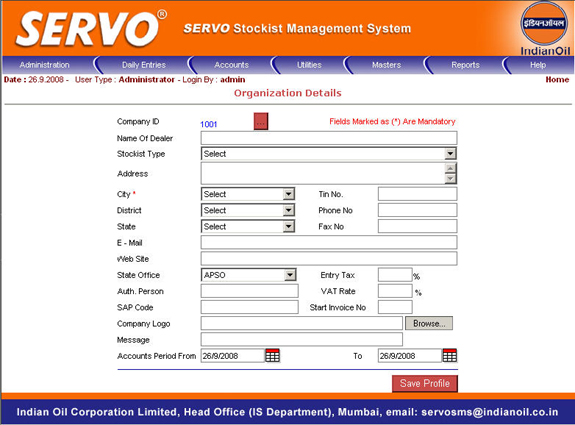 SERVO®
SERVO Stockist Management System
इंडियनऑयल
IndianOil
Administration Daily Entries Accounts Utilities Masters Reports Help
Date : 26.9.2008 - User Type : Administrator - Login By : admin Home
Organization Details
Company ID 1001 ... Fields Marked as (*) Are Mandatory
Name Of Dealer
Stockist Type Select
Address
City * Select Tin No.
District Select Phone No
State Select Fax No
E - Mail
Web Site
State Office APSO Entry Tax %
Auth. Person VAT Rate %
SAP Code Start Invoice No
Company Logo Browse...
Message
Accounts Period From 26/9/2008 To 26/9/2008
Save Profile
Indian Oil Corporation Limited, Head Office (IS Department), Mumbai, email: servosms@indianoil.co.in